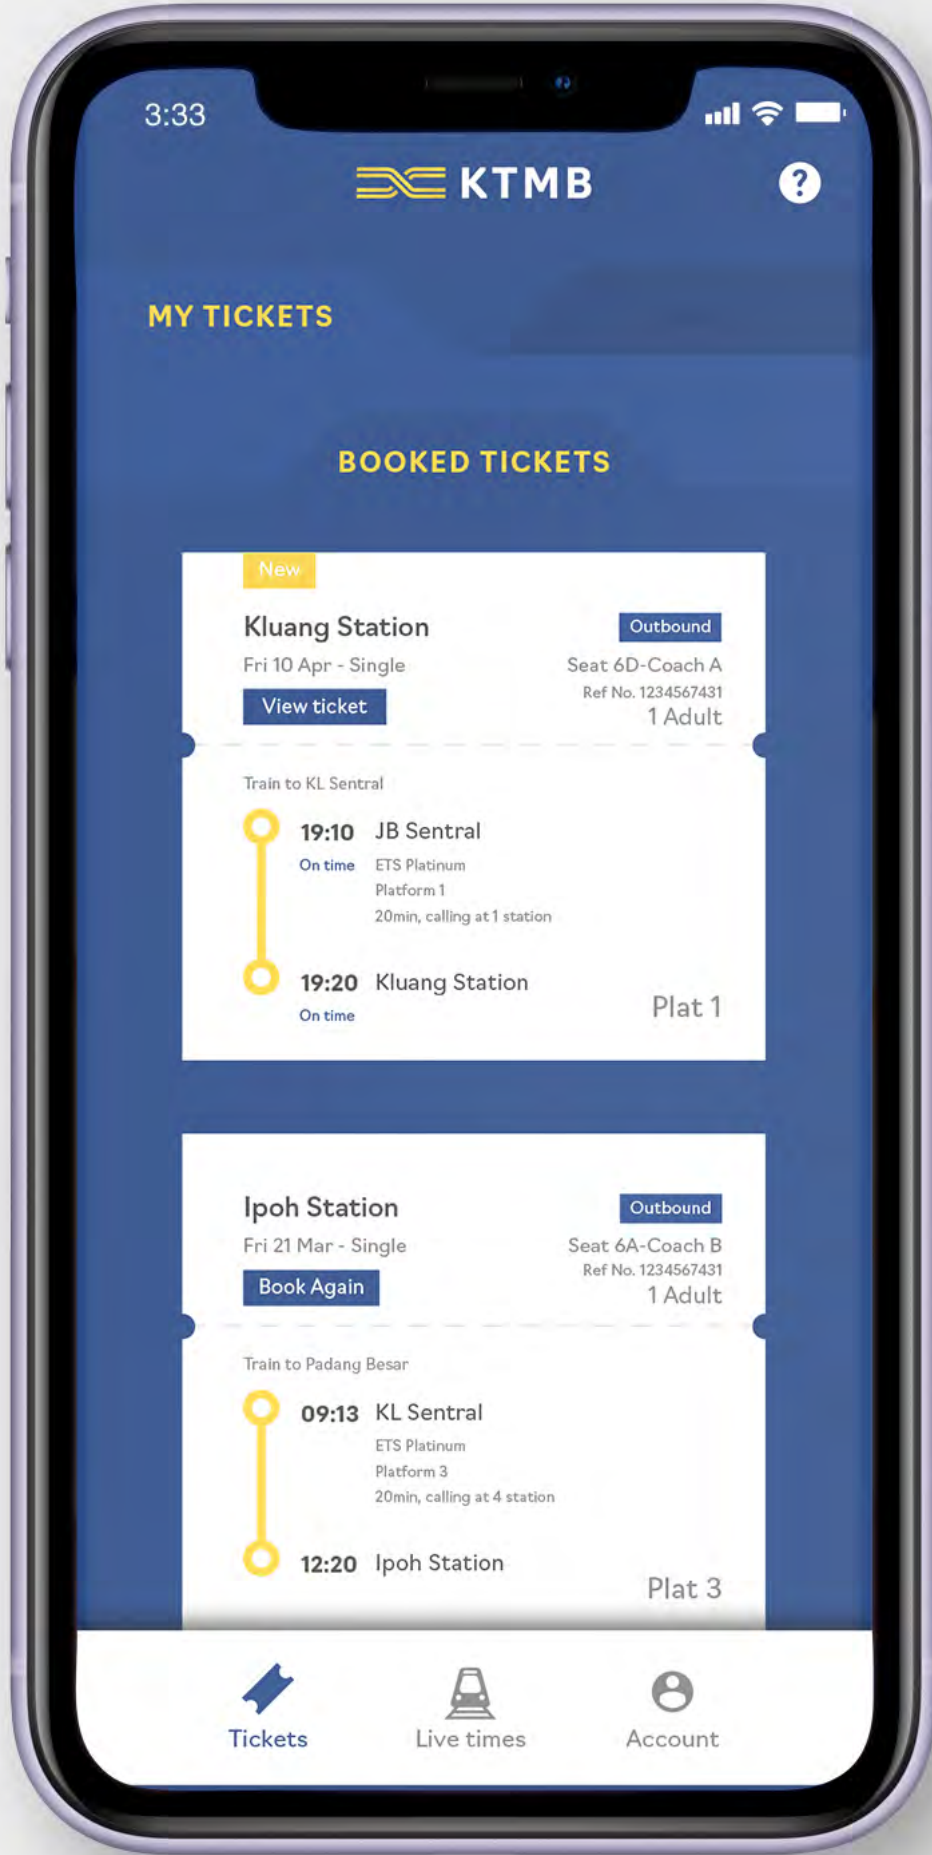 3:33
KTMB
?
MY TICKETS
BOOKED TICKETS
New
Kluang Station
Outbound
Fri 10 Apr - Single
Seat 6D-Coach A
Ref No. 1234567431
View ticket
1 Adult
Train to KL Sentral
19:10 JB Sentral
On time ETS Platinum
Platform 1
20min, calling at 1 station
19:20 Kluang Station
On time
Plat 1
Ipoh Station
Outbound
Fri 21 Mar - Single
Seat 6A-Coach B
Ref No. 1234567431
Book Again
1 Adult
Train to Padang Besar
09:13 KL Sentral
ETS Platinum
Platform 3
20min, calling at 4 station
12:20 Ipoh Station
Plat 3
Tickets
Live times
Account